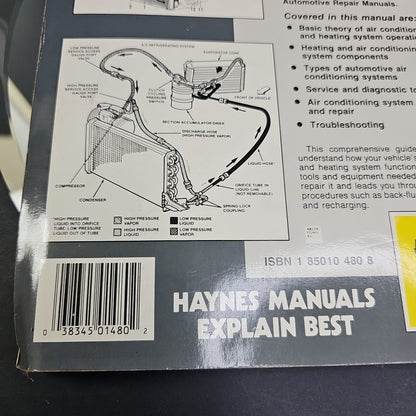 Automotive Repair Manuals.
Covered in this manual are
• Basic theory of air condition
and heating system operatio
• Heating and air conditioning
system components
• Types of automotive air
conditioning systems
• Service and diagnostic to
• Air conditioning system
and repair
• Troubleshooting
This comprehensive guide
understand how your vehicle's
and heating system function
tools and equipment needed
repair it and leads you throu
procedures such as back-flu
and recharging.
A/C REFRIGERATING SYSTEM
LOW PRESSURE
SERVICE ACCESS
GAUGE PORT
VALVE
EVAPORATOR CORE
HIGH PRESSURE
SERVICE ACCESS
GAUGE PORT VALVE
CLUTCH
CYCLING
PRESSURE
SWITCH
FRONT OF VEHICLE
SECTION ACCUMULATOR/DRIER
DISCHARGE HOSE
(HIGH PRESSURE
VAPOR)
LIQUID HOSE
COMPRESSOR
CONDENSER
ORIFICE TUBE IN
LIQUID LINE
(NOT REMOVABLE)
SPRING LOCK
COUPLING
HIGH PRESSURE
LIQUID INTO ORIFICE
TUBE LOW PRESSURE
LIQUID OUT OF TUBE
HIGH PRESSURE
VAPOR
HIGH PRESSURE
LIQUID
LOW PRESSURE
LIQUID
LOW PRESSURE
VAPOR
ISBN 1 85010 480 8
0 38345 01480 2
HAYNES MANUALS
EXPLAIN BEST